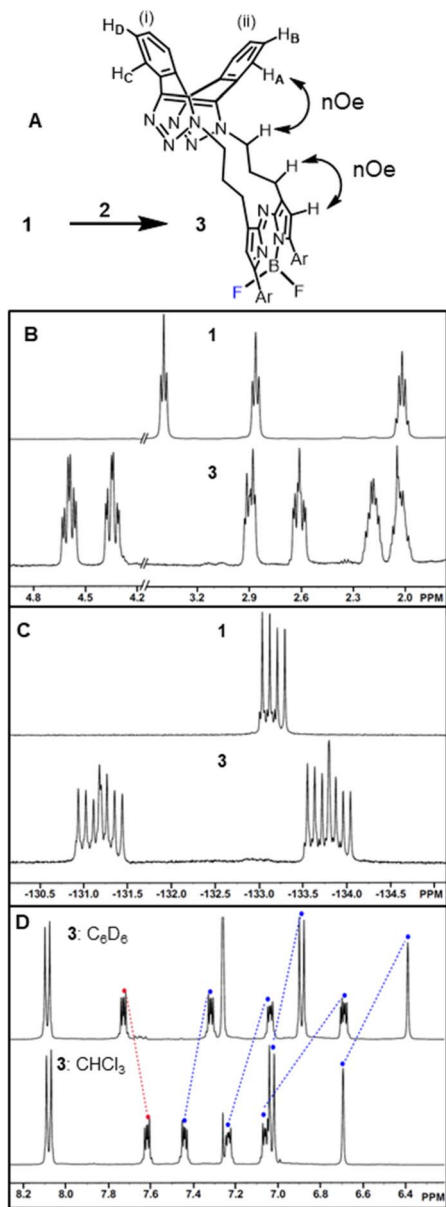 (i)
(ii)
H_D
H_B
H_C
H_A
nOe
A
N
N
N
N
N
N
H
H
nOe
1
2
3
N
H
N
N
Ar
B
F
Ar
F
B
1
3
4.8 4.6 4.4 4.2 3.2 2.9 2.6 2.3 2.0 PPM
C
1
3
-130.5 -131.0 -131.5 -132.0 -132.5 -133.0 -133.5 -134.0 -134.5 PPM
D
3: C6D6
3: CHCl3
8.2 8.0 7.8 7.6 7.4 7.2 7.0 6.8 6.6 6.4 PPM